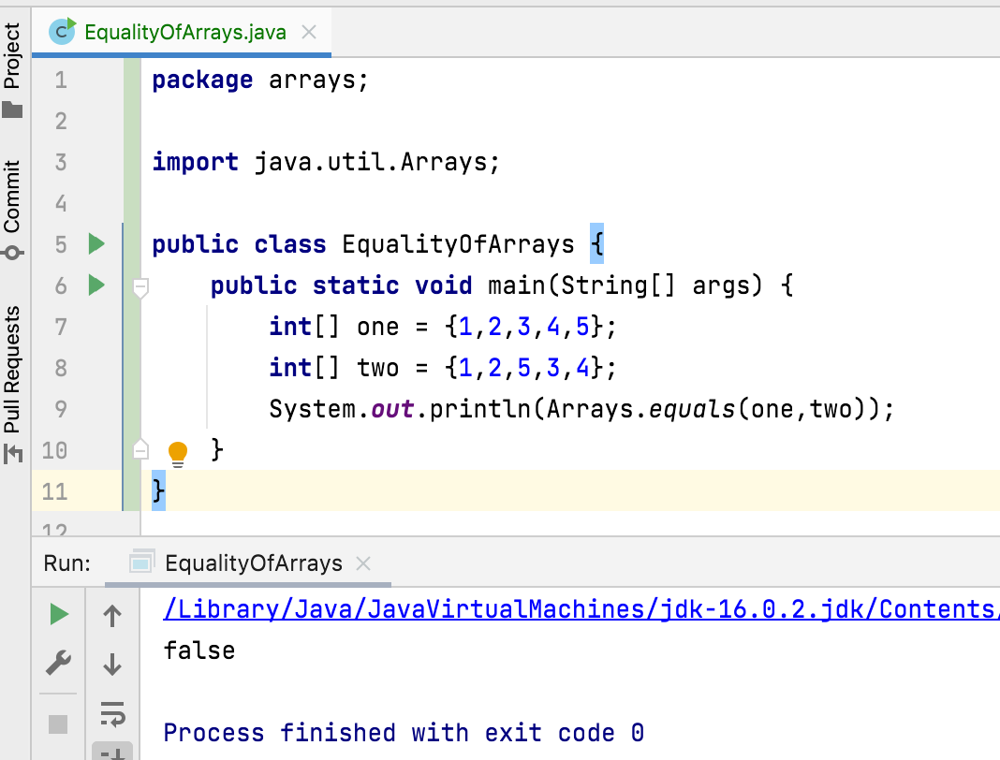 EqualityOfArrays.java
Project
Commit
Pull Requests
1 package arrays;
2
3 import java.util.Arrays;
4
5 public class EqualityOfArrays {
6 public static void main(String[] args) {
7 int[] one = {1,2,3,4,5};
8 int[] two = {1,2,5,3,4};
9 System.out.println(Arrays.equals(one,two));
10 }
11 }
12
Run: EqualityOfArrays
/Library/Java/JavaVirtualMachines/jdk-16.0.2.jdk/Contents/
false
Process finished with exit code 0